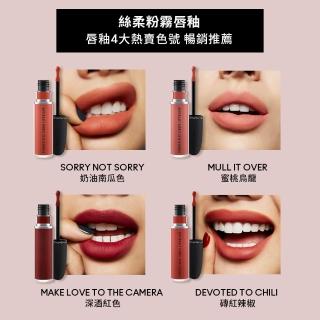 絲柔粉霧唇釉
唇釉4大熱賣色號 暢銷推薦
SORRY NOT SORRY
奶油南瓜色
MULL IT OVER
蜜桃烏龍
MAKE LOVE TO THE CAMERA
深酒紅色
DEVOTED TO CHILI
磚紅辣椒